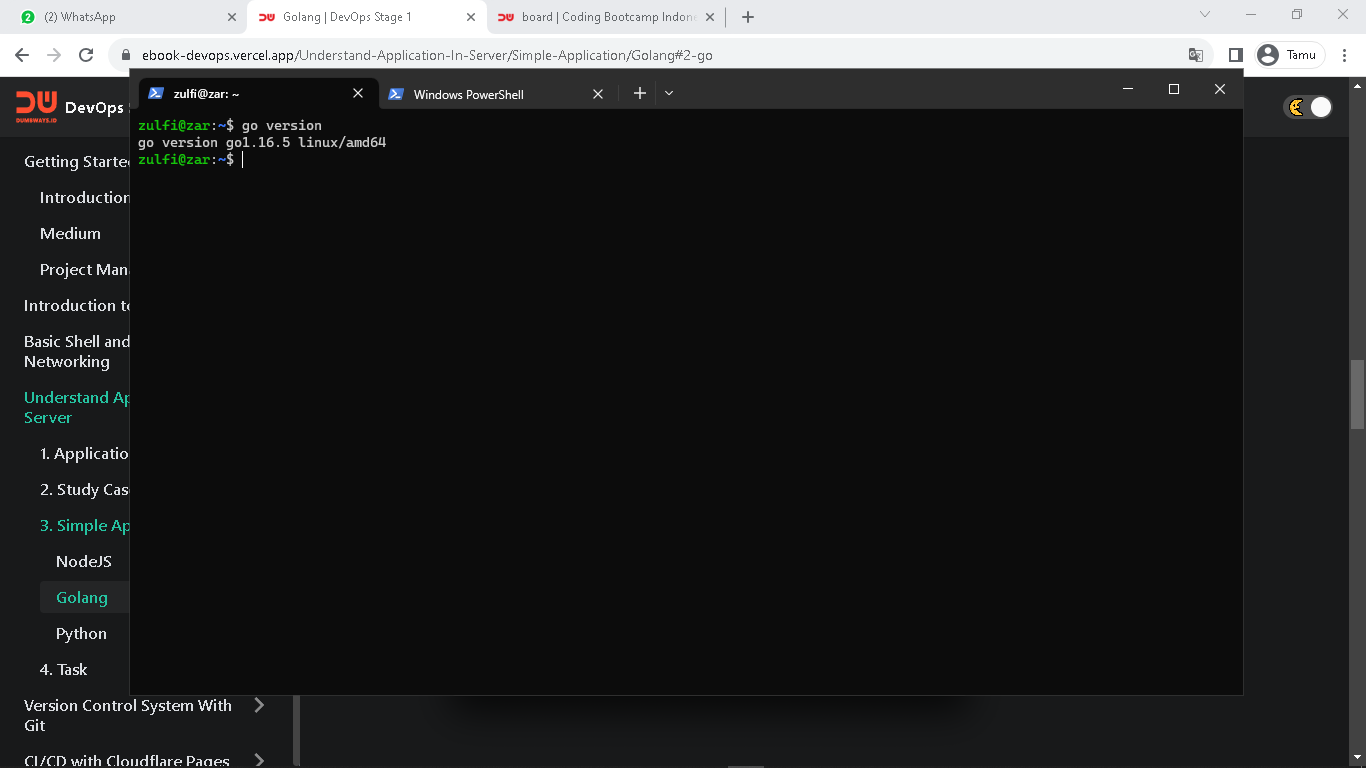 (2) WhatsApp
Golang | DevOps Stage 1
board | Coding Bootcamp Indon
ebook-devops.vercel.app/Understand-Application-In-Server/Simple-Application/Golang#2-go
Tamu
DUMBWAYS.ID
DevOps
zulfi@zar: ~
Windows PowerShell
zulfi@zar:~$ go version
go version go1.16.5 linux/amd64
zulfi@zar:~$
Getting Starte
Introduction
Medium
Project Man
Introduction t
Basic Shell and
Networking
Understand Ap
Server
1. Applicatio
2. Study Cas
3. Simple Ap
NodeJS
Golang
Python
4. Task
Version Control System With
Git
CI/CD with Cloudflare Pages